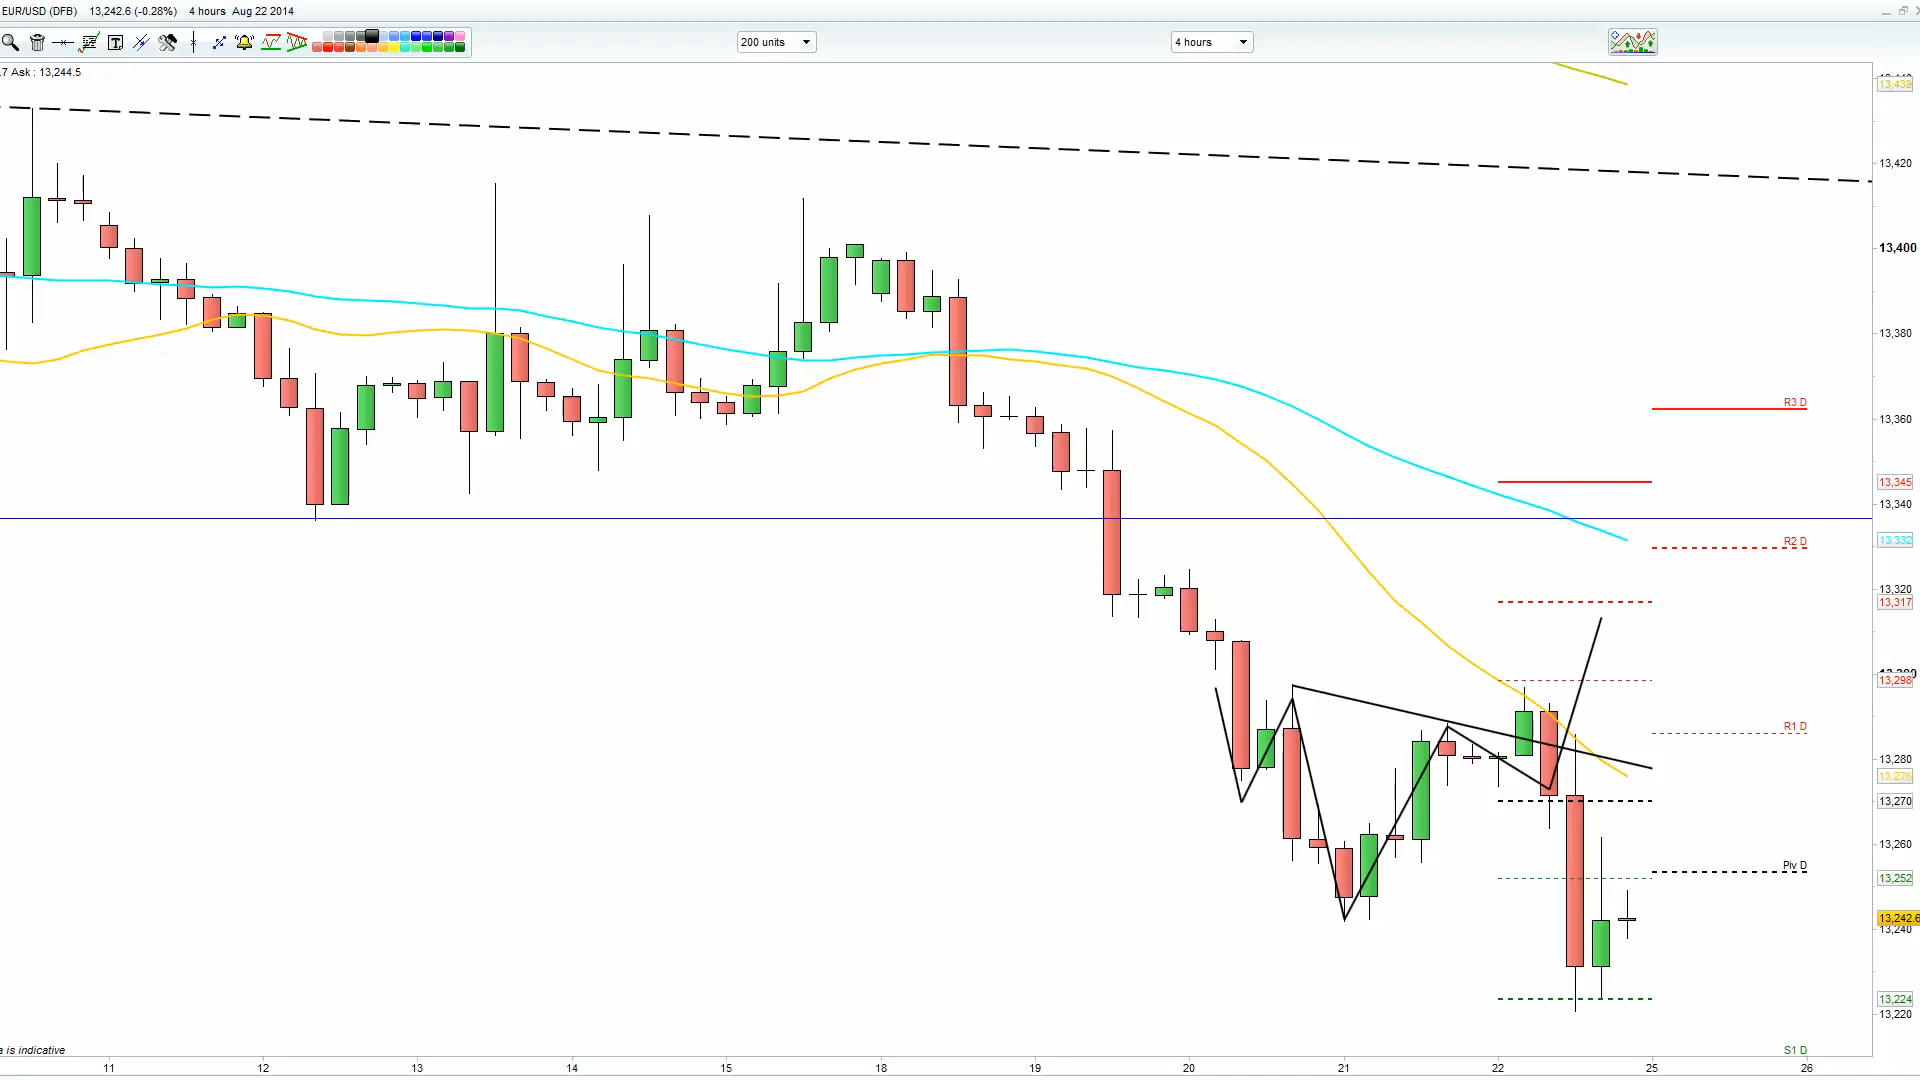 EUR/USD (DFB) 13,242.6 (-0.28%) 4 hours Aug 22 2014
200 units
4 hours
.7 Ask : 13,244.5
13,439
13,420
13,400
13,380
R3 D
13,360
13,345
13,340
R2 D
13,332
13,320
13,317
13,298
R1 D
13,280
13,276
13,270
13,260
Piv D
13,252
13,242.6
13,240
13,224
13,220
a is indicative
S1 D
11 12 13 14 15 18 19 20 21 22 25 26